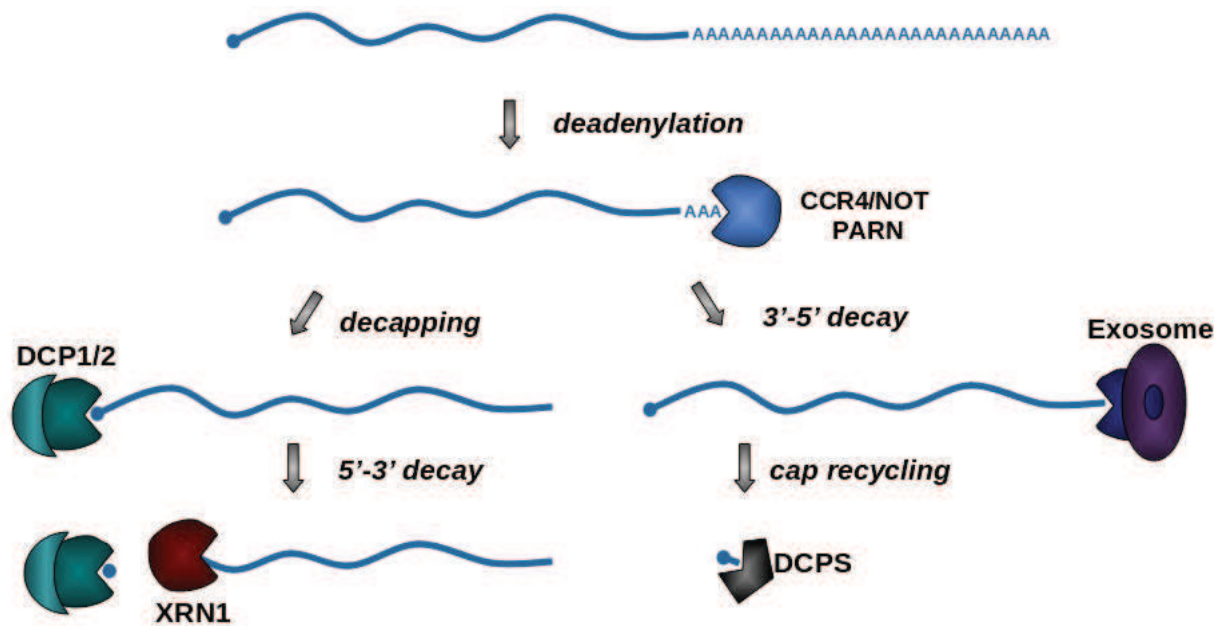 AAAAAAAAAAAAAAAAAAAAAAAAAAAA
deadenylation
AAA
CCR4/NOT
PARN
decapping
3’-5’ decay
DCP1/2
Exosome
5’-3’ decay
cap recycling
XRN1
DCPS